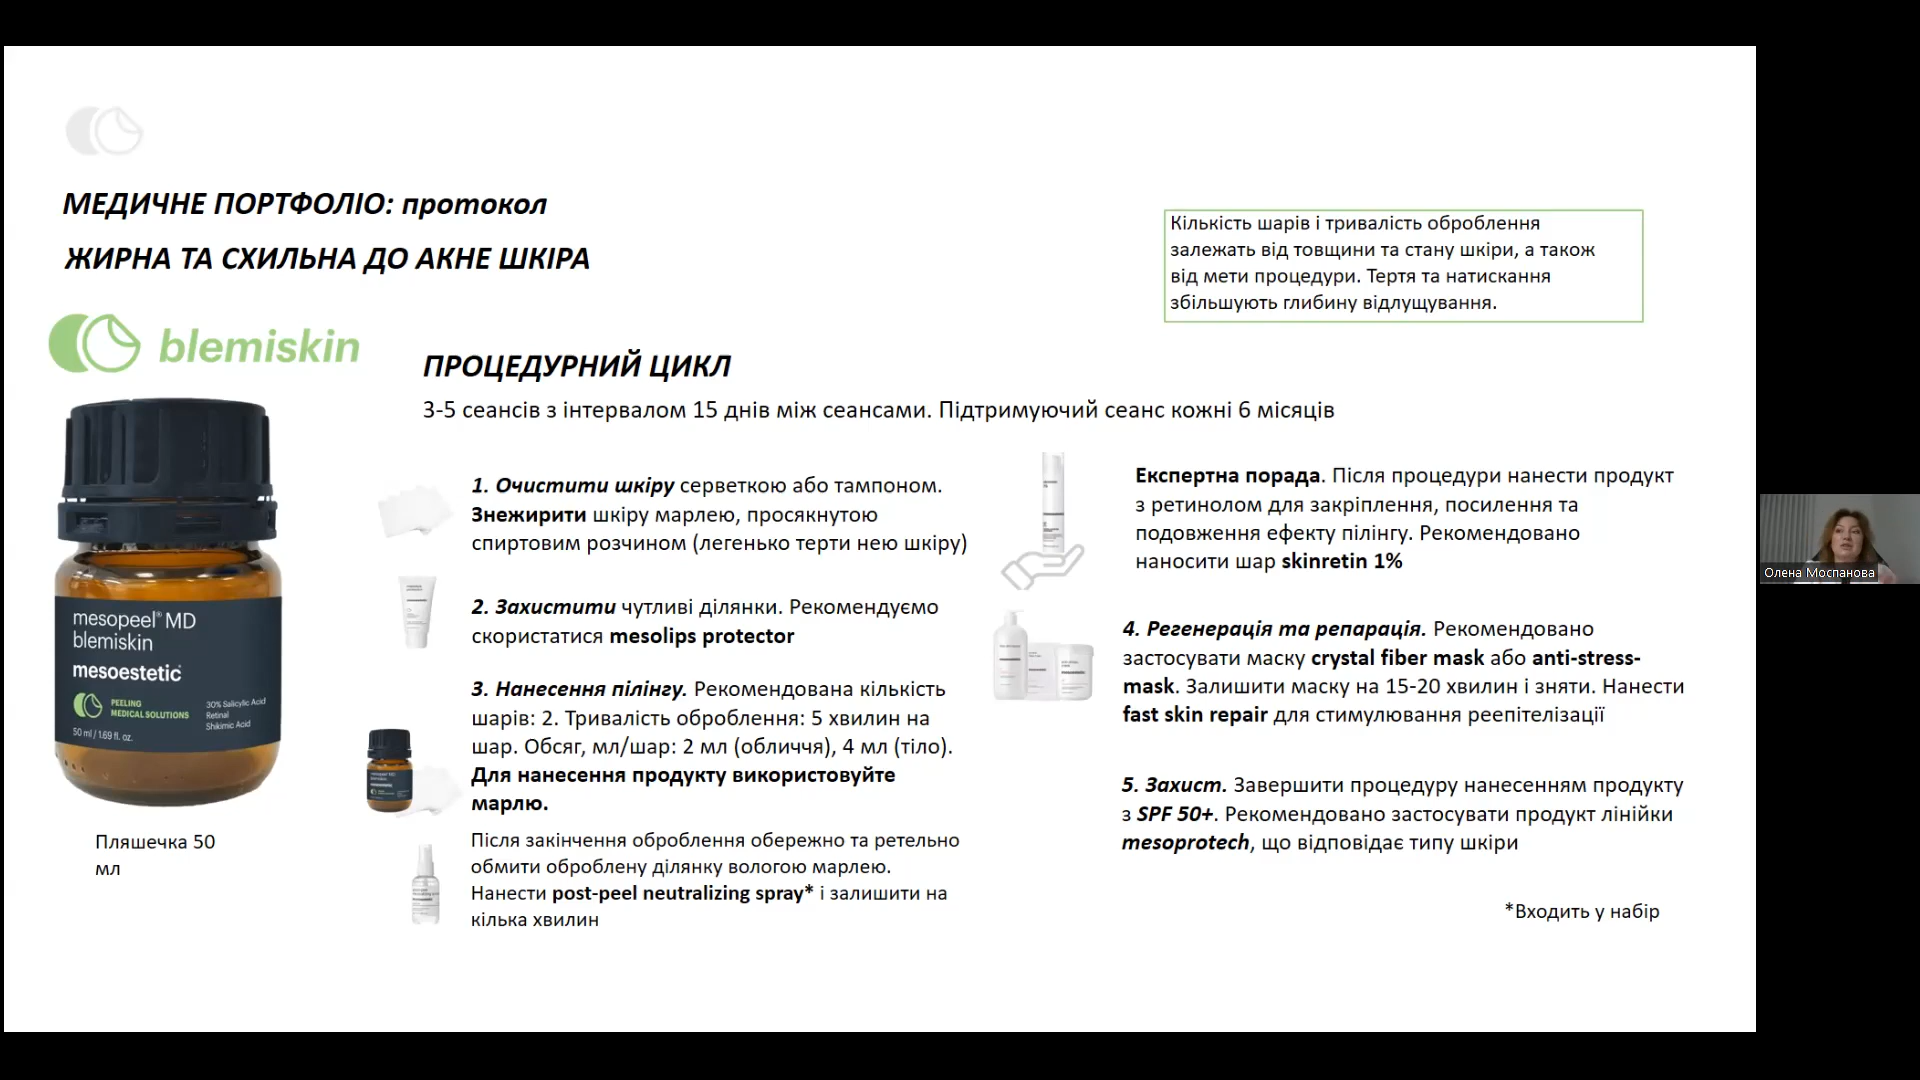 МЕДИЧНЕ ПОРТФОЛІО: протокол
ЖИРНА ТА СХИЛЬНА ДО АКНЕ ШКІРА
Кількість шарів і тривалість оброблення
залежать від товщини та стану шкіри, а також
від мети процедури. Тертя та натискання
збільшують глибину відлущування.
blemiskin
ПРОЦЕДУРНИЙ ЦИКЛ
3-5 сеансів з інтервалом 15 днів між сеансами. Підтримуючий сеанс кожні 6 місяців
mesopeel® MD
blemiskin
mesoestetic
PEELING
MEDICAL SOLUTIONS
30% Salicylic Acid
Retinal
Shikimic Acid
50 ml / 1.69 fl. oz.
Пляшечка 50
мл
1. Очистити шкіру серветкою або тампоном.
Знежирити шкіру марлею, просякнутою
спиртовим розчином (легенько терти нею шкіру)
2. Захистити чутливі ділянки. Рекомендуємо
скористатися mesolips protector
3. Нанесення пілінгу. Рекомендована кількість
шарів: 2. Тривалість оброблення: 5 хвилин на
шар. Обсяг, мл/шар: 2 мл (обличчя), 4 мл (тіло).
Для нанесення продукту використовуйте
марлю.
Після закінчення оброблення обережно та ретельно
обмити оброблену ділянку вологою марлею.
Нанести post-peel neutralizing spray* і залишити на
кілька хвилин
Експертна порада. Після процедури нанести продукт
з ретинолом для закріплення, посилення та
подовження ефекту пілінгу. Рекомендовано
наносити шар skinretin 1%
4. Регенерація та репарація. Рекомендовано
застосувати маску crystal fiber mask або anti-stress-
mask. Залишити маску на 15-20 хвилин і зняти. Нанести
fast skin repair для стимулювання реепітелізації
5. Захист. Завершити процедуру нанесенням продукту
з SPF 50+. Рекомендовано застосувати продукт лінійки
mesoprotech, що відповідає типу шкіри
*Входить у набір
Олена Моспанова